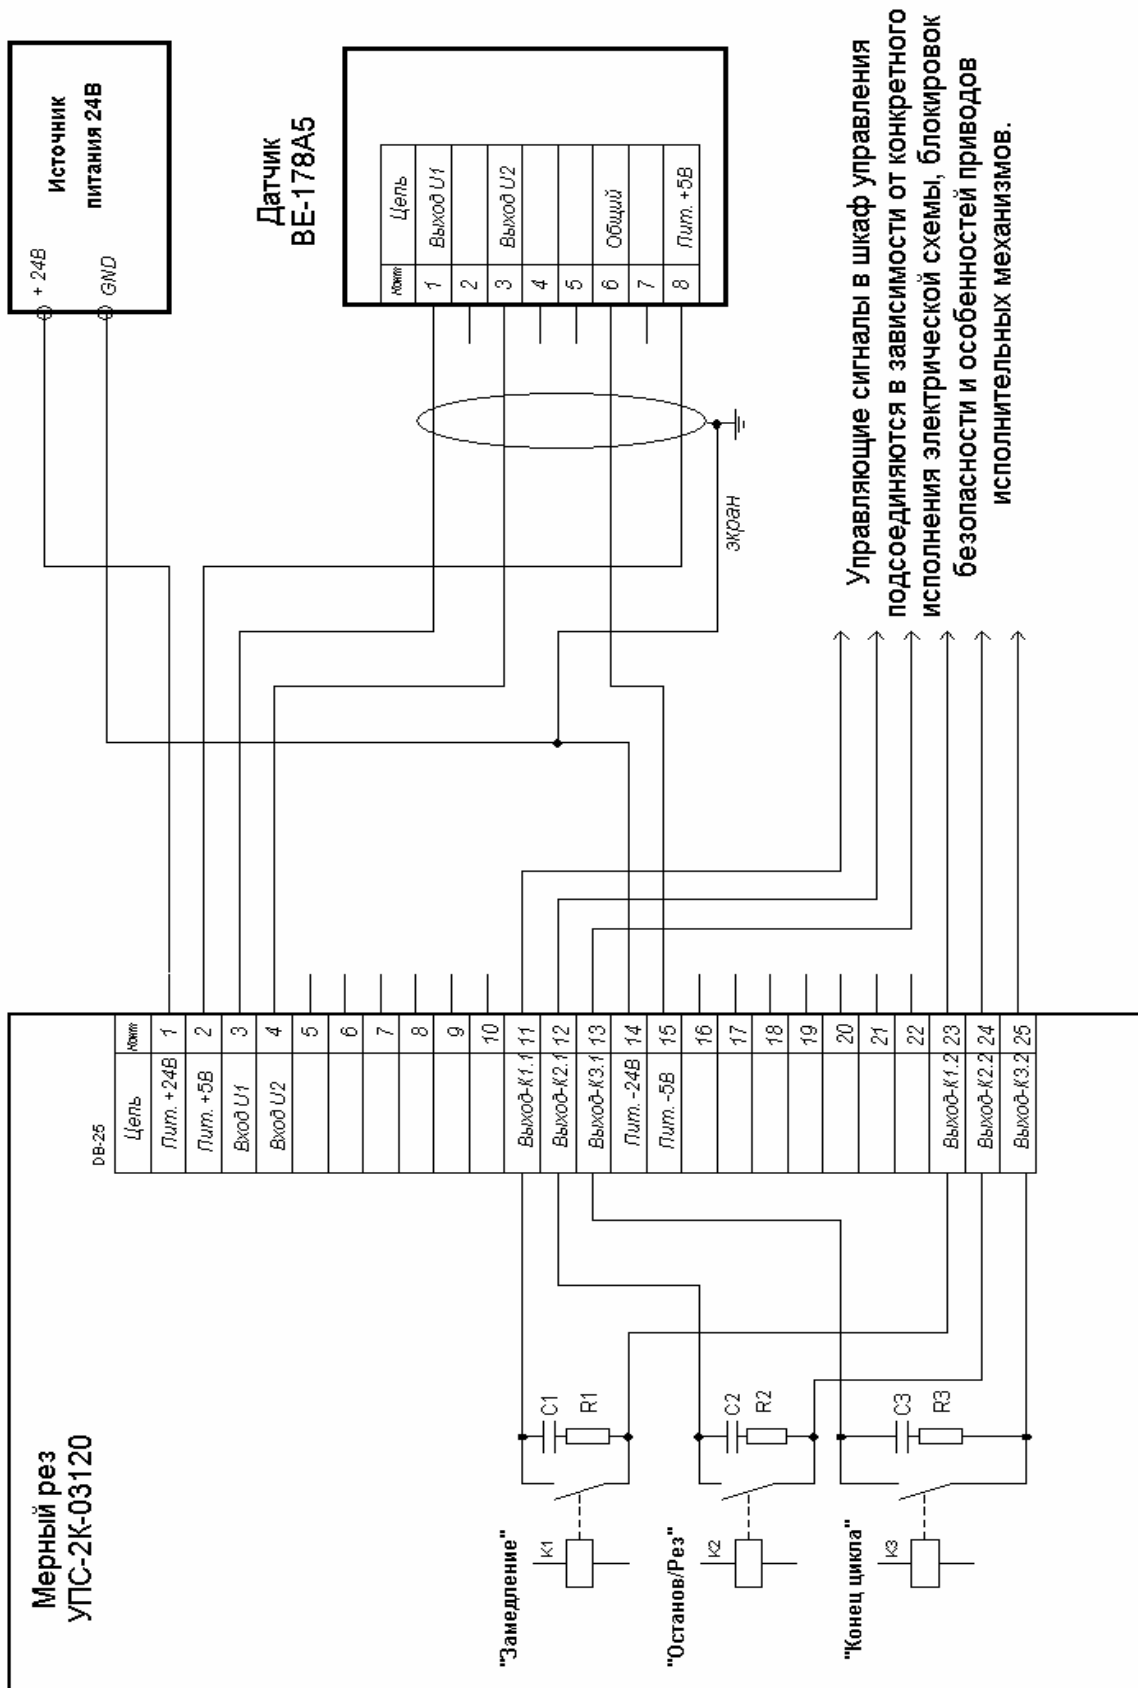 Мерный рез
УПС-2К-03120
DB-25
Цепь Конт
Пит. +24В 1
Пит. +5В 2
Вход U1 3
Вход U2 4
5
6
7
8
9
10
Выход-К1.1 11
Выход-К2.1 12
Выход-К3.1 13
Пит. -24В 14
Пит. -5В 15
16
17
18
19
20
21
22
Выход-К1.2 23
Выход-К2.2 24
Выход-К3.2 25
"Замедление"
К1
C1
R1
"Останов/Рез"
К2
C2
R2
"Конец цикла"
К3
C3
R3
Источник
питания 24В
+ 24В
GND
Датчик
ВЕ-178А5
Конт Цепь
1 Выход U1
2
3 Выход U2
4
5
6 Общий
7
8 Пит. +5В
экран
Управляющие сигналы в шкаф управления
подсоединяются в зависимости от конкретного
исполнения электрической схемы, блокировок
безопасности и особенностей приводов
исполнительных механизмов.